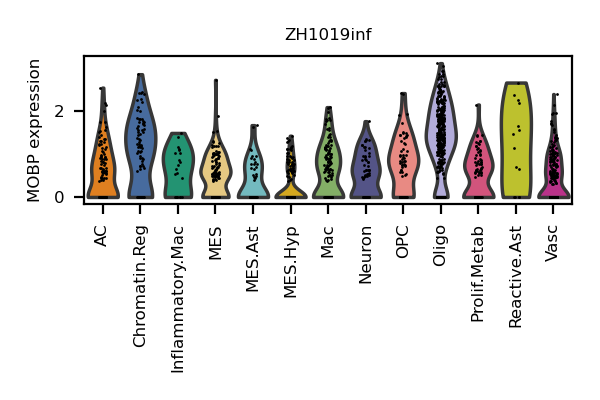 ZH1019inf
MOBP expression
2
0
AC
Chromatin.Reg
Inflammatory.Mac
MES
MES.Ast
MES.Hyp
Mac
Neuron
OPC
Oligo
Prolif.Metab
Reactive.Ast
Vasc